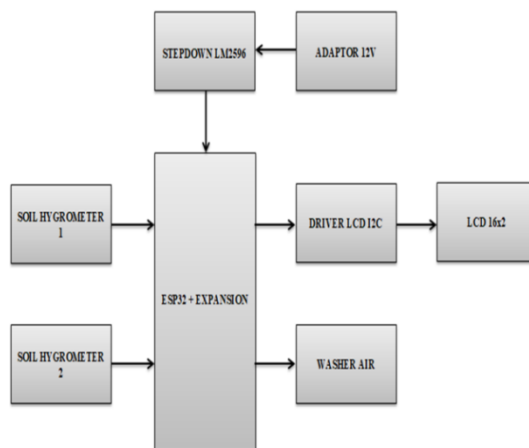 STEPDOWN LM2596
ADAPTOR 12V
SOIL HYGROMETER
1
DRIVER LCD I2C
LCD 16x2
ESP32 + EXPANSION
SOIL HYGROMETER
2
WASHER AIR